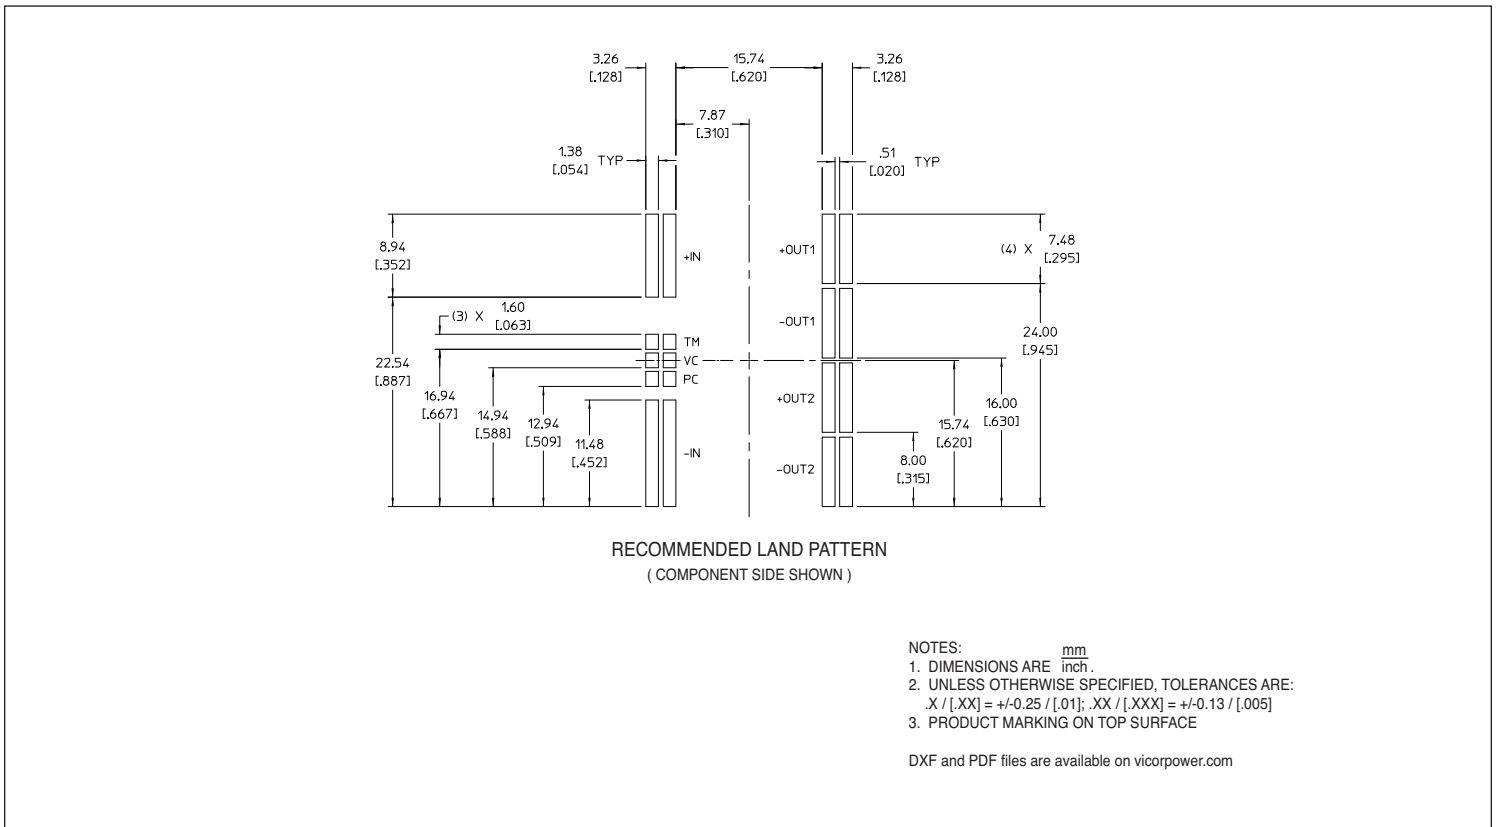 3.26
[.128]
15.74
[.620]
3.26
[.128]
7.87
[.310]
1.38
[.054]
TYP
.51
[.020]
TYP
8.94
[.352]
+IN
+OUT1
(4) X
7.48
[.295]
(3) X
1.60
[.063]
-OUT1
TM
VC
PC
24.00
[.945]
22.54
[.887]
16.94
[.667]
14.94
[.588]
12.94
[.509]
11.48
[.452]
+OUT2
16.00
[.630]
15.74
[.620]
-IN
-OUT2
8.00
[.315]
RECOMMENDED LAND PATTERN
( COMPONENT SIDE SHOWN )
NOTES:
mm
1. DIMENSIONS ARE inch .
2. UNLESS OTHERWISE SPECIFIED, TOLERANCES ARE:
.X / [.XX] = +/-0.25 / [.01]; .XX / [.XXX] = +/-0.13 / [.005]
3. PRODUCT MARKING ON TOP SURFACE
DXF and PDF files are available on vicorpower.com